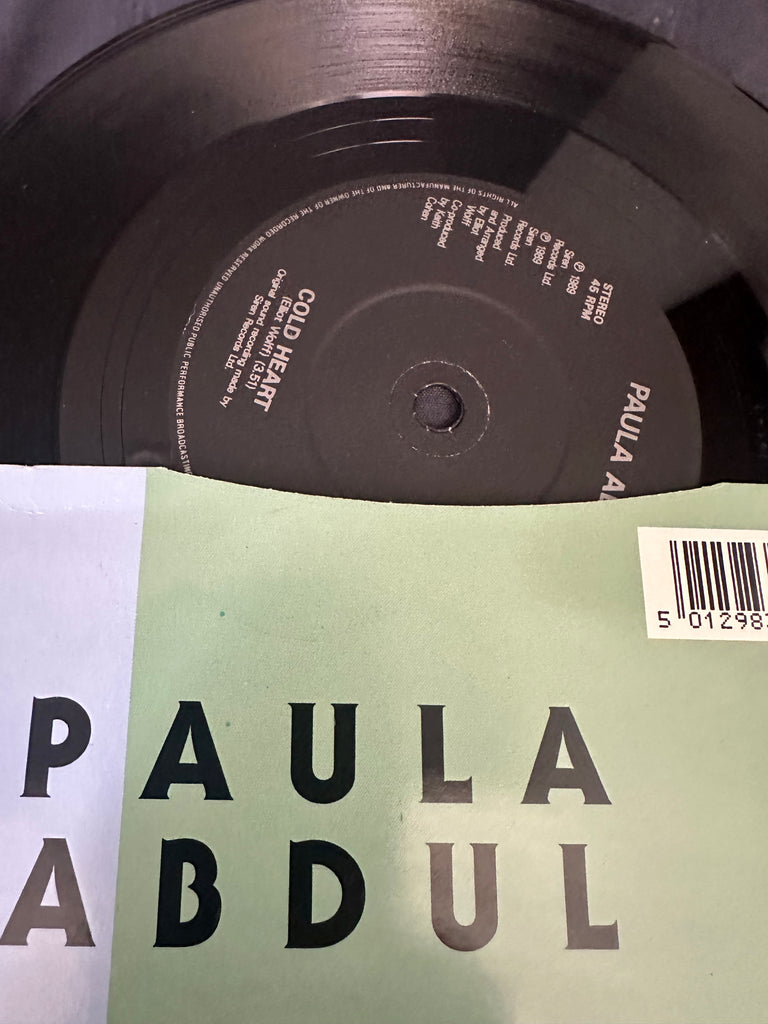 ALL RIGHTS OF THE MANUFACTURER AND OF THE OWNER OF THE RECORDED WORK RESERVED UNAUTHORISED PUBLIC PERFORMANCE BROADCASTING
PAULA A
STEREO
45 RPM
℗ 1989
Siren
Records Ltd.
© 1989
Siren
Records Ltd.
Produced
and Arranged
by Elliot
Wolff
Co-produced
by Keith
Cohen
COLD HEART
(Elliot Wolff) (3.51)
Original sound recording made by
Siren Records Ltd.
5 01298
PAULA
ABDUL